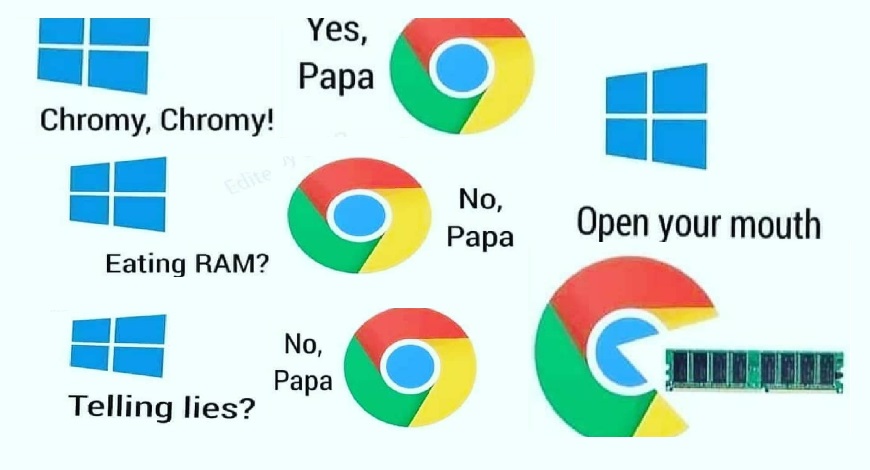 Chromy, Chromy!
Yes,
Papa
Eating RAM?
No,
Papa
Telling lies?
No,
Papa
Open your mouth